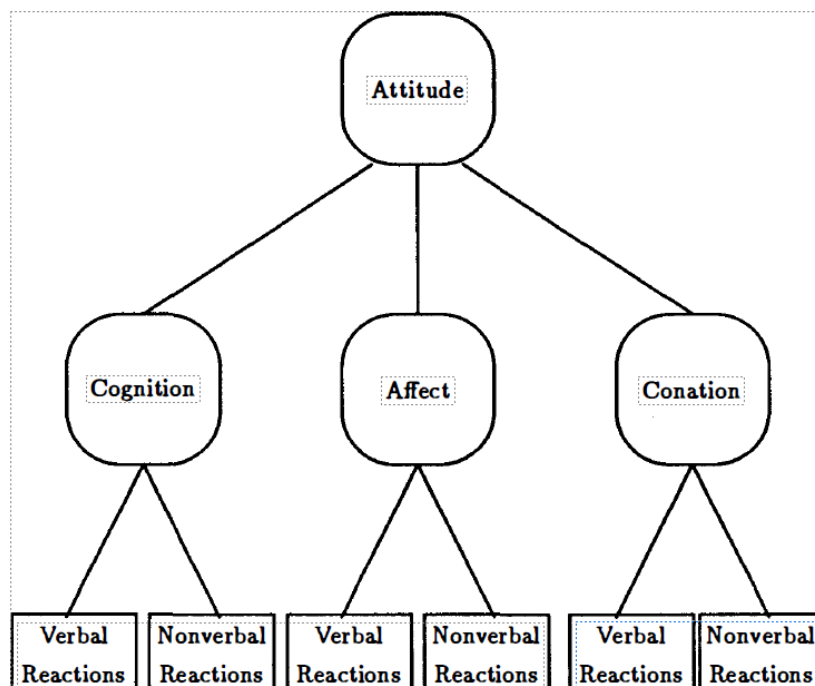 Attitude
Cognition
Affect
Conation
Verbal
Reactions
Nonverbal
Reactions
Verbal
Reactions
Nonverbal
Reactions
Verbal
Reactions
Nonverbal
Reactions